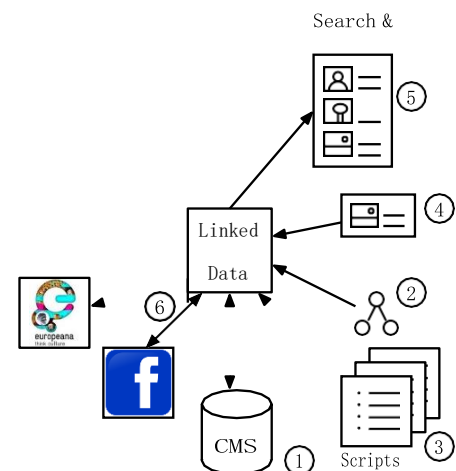 Search &
5
Linked
4
Data
2
6
europeana
think culture
f
CMS
1
Scripts
3